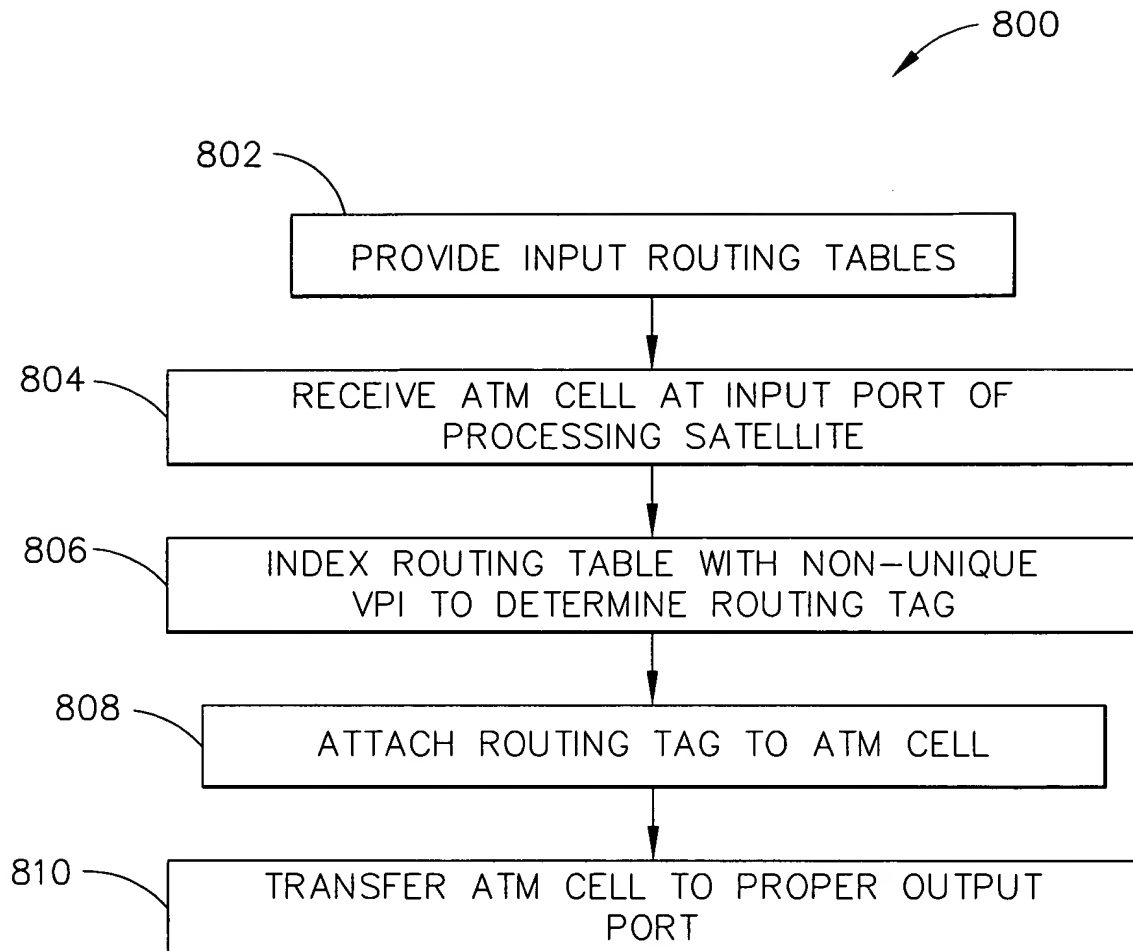 800
802
PROVIDE INPUT ROUTING TABLES
804
RECEIVE ATM CELL AT INPUT PORT OF
PROCESSING SATELLITE
806
INDEX ROUTING TABLE WITH NON-UNIQUE
VPI TO DETERMINE ROUTING TAG
808
ATTACH ROUTING TAG TO ATM CELL
810
TRANSFER ATM CELL TO PROPER OUTPUT
PORT